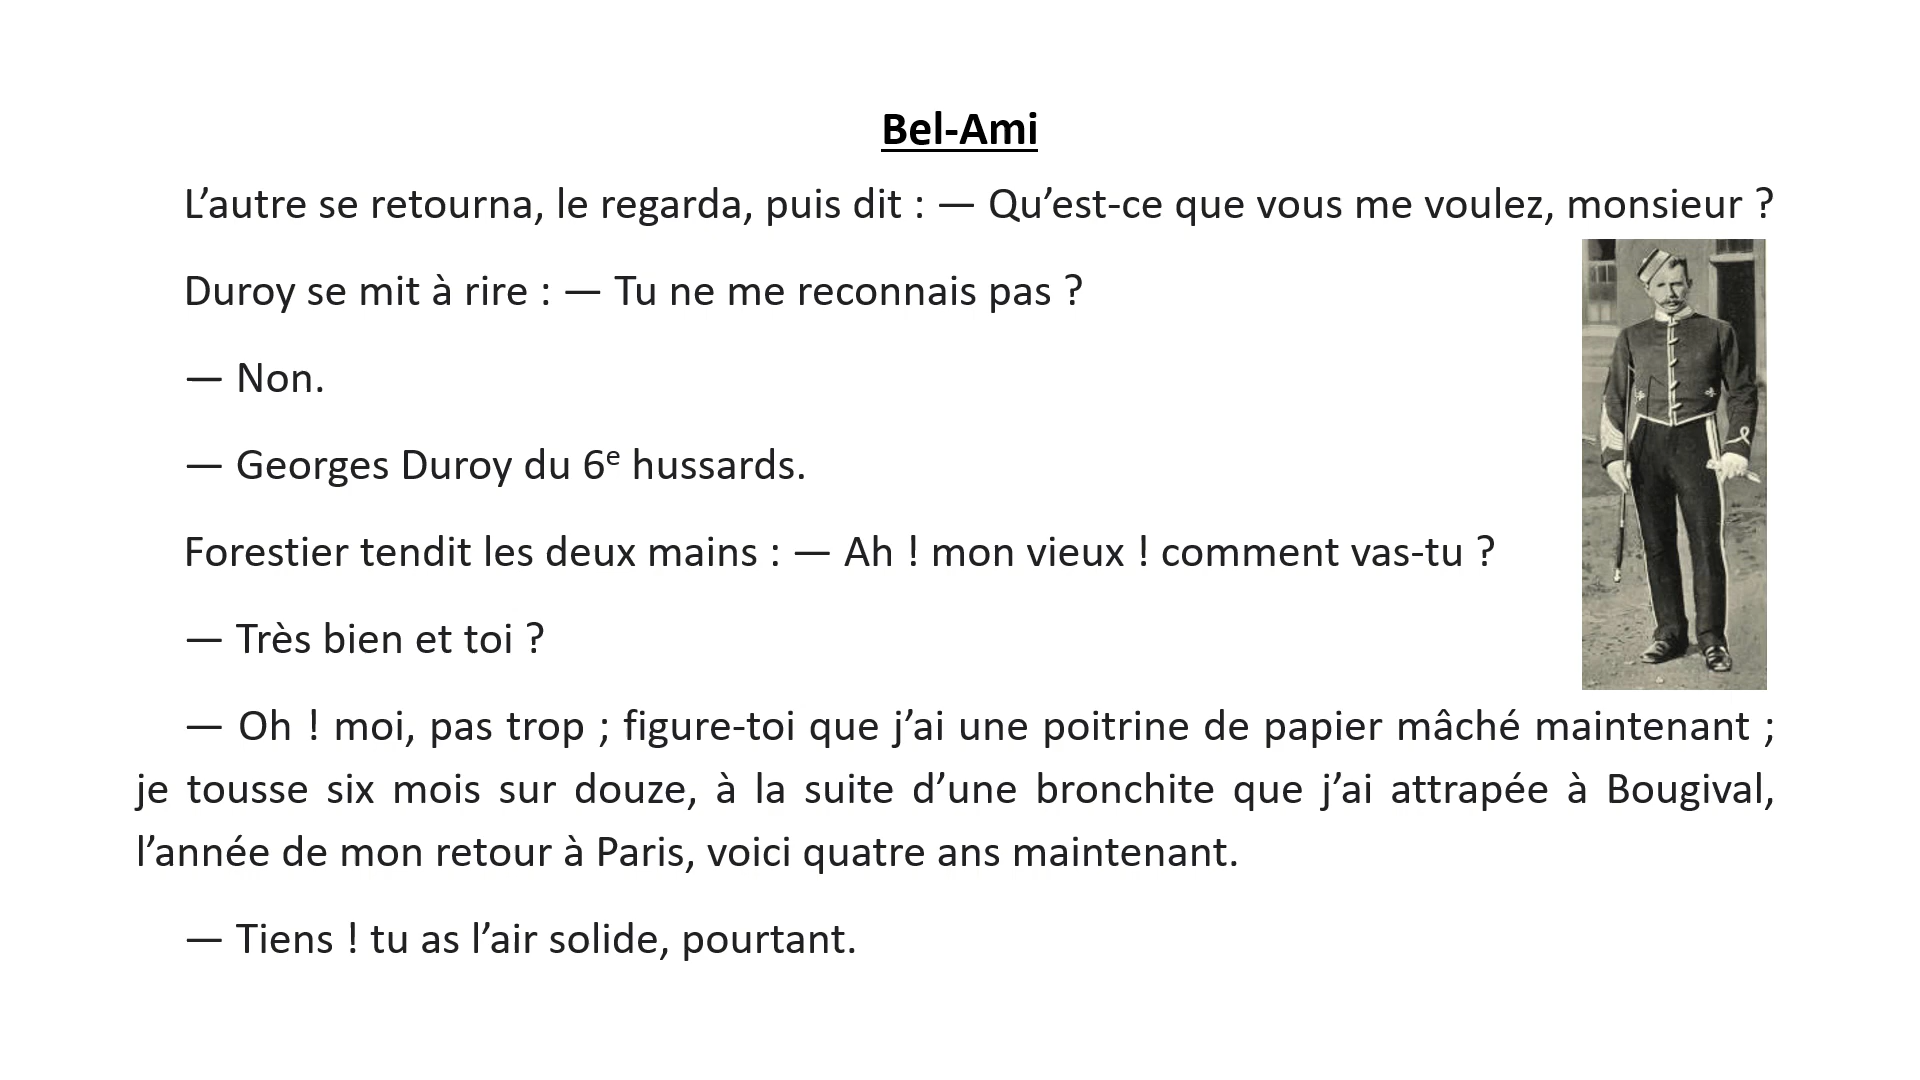 Bel-Ami
L’autre se retourna, le regarda, puis dit : — Qu’est-ce que vous me voulez, monsieur ?
Duroy se mit à rire : — Tu ne me reconnais pas ?
— Non.
— Georges Duroy du 6ᵉ hussards.
Forestier tendit les deux mains : — Ah ! mon vieux ! comment vas-tu ?
— Très bien et toi ?
— Oh ! moi, pas trop ; figure-toi que j’ai une poitrine de papier mâché maintenant ;
je tousse six mois sur douze, à la suite d’une bronchite que j’ai attrapée à Bougival,
l’année de mon retour à Paris, voici quatre ans maintenant.
— Tiens ! tu as l’air solide, pourtant.